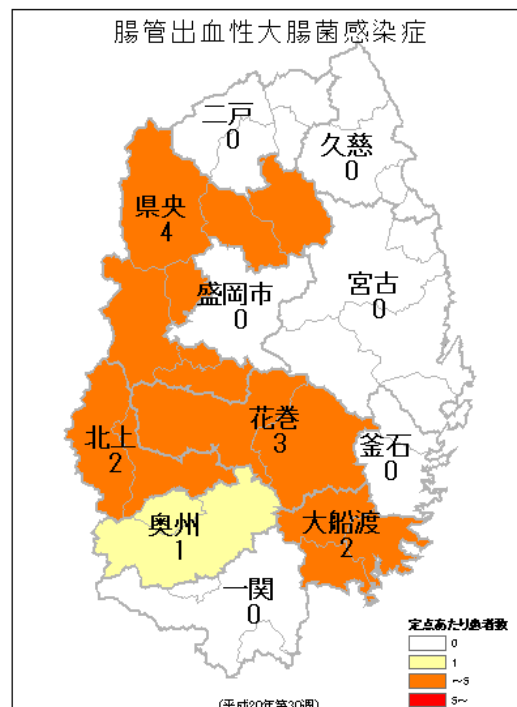 腸管出血性大腸菌感染症
二戸
0
久慈
0
県央
4
盛岡市
0
宮古
0
花巻
3
北上
2
釜石
0
奥州
1
大船渡
2
一関
0
定点あたり患者数
0
1
～5
5～
(平成20年第30週)